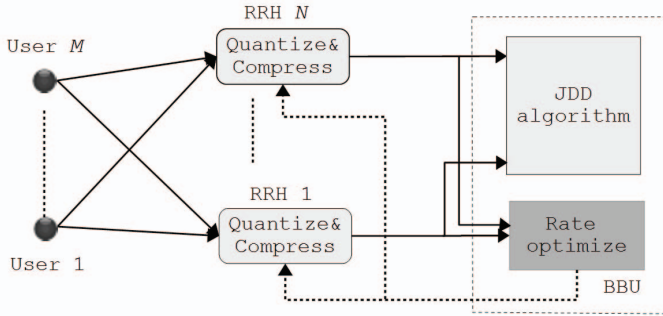 RRH N
User M
Quantize&
Compress
JDD
algorithm
RRH 1
Quantize&
Compress
Rate
optimize
User 1
BBU